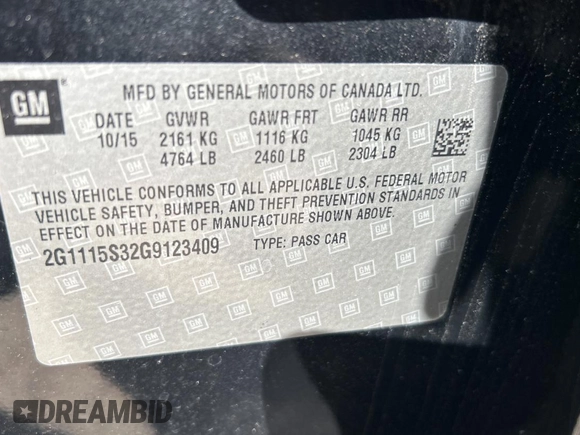 GM
MFD BY GENERAL MOTORS OF CANADA LTD.
DATE GVWR GAWR FRT GAWR RR
10/15 2161 KG 1116 KG 1045 KG
4764 LB 2460 LB 2304 LB
THIS VEHICLE CONFORMS TO ALL APPLICABLE U.S. FEDERAL MOTOR
VEHICLE SAFETY, BUMPER, AND THEFT PREVENTION STANDARDS IN
EFFECT ON THE DATE OF MANUFACTURE SHOWN ABOVE.
2G1115S32G9123409 TYPE: PASS CAR
DREAMBID